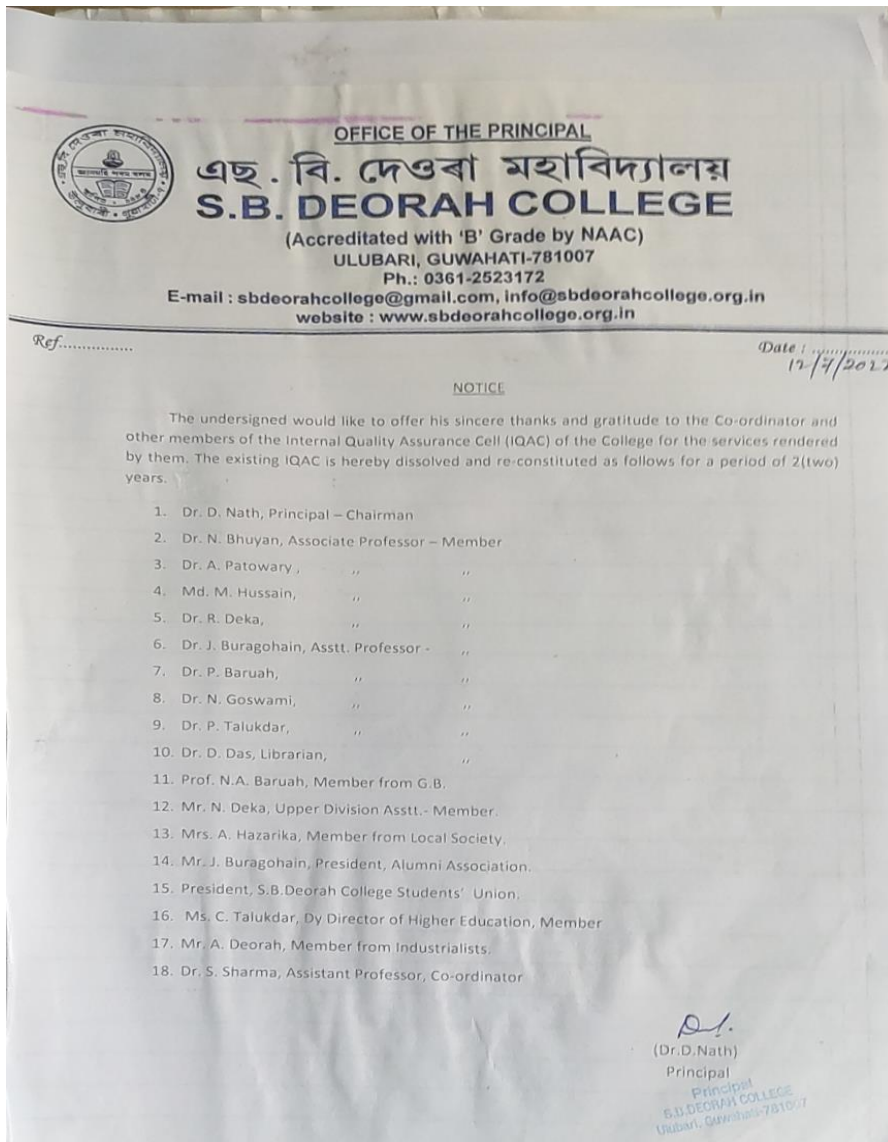 OFFICE OF THE PRINCIPAL
এছ. বি. দেওৰা মহাবিদ্যালয়
S.B. DEORAH COLLEGE
(Accreditated with ‘B’ Grade by NAAC)
ULUBARI, GUWAHATI-781007
Ph.: 0361-2523172
E-mail : sbdeorahcollege@gmail.com, info@sbdeorahcollege.org.in
website : www.sbdeorahcollege.org.in
Ref...............
Date : ................
12/7/2022
NOTICE
The undersigned would like to offer his sincere thanks and gratitude to the Co-ordinator and
other members of the Internal Quality Assurance Cell (IQAC) of the College for the services rendered
by them. The existing IQAC is hereby dissolved and re-constituted as follows for a period of 2(two)
years.
1. Dr. D. Nath, Principal – Chairman
2. Dr. N. Bhuyan, Associate Professor – Member
3. Dr. A. Patowary , ,, ,,
4. Md. M. Hussain, ,, ,,
5. Dr. R. Deka, ,, ,,
6. Dr. J. Buragohain, Asstt. Professor - ,,
7. Dr. P. Baruah, ,, ,,
8. Dr. N. Goswami, ,, ,,
9. Dr. P. Talukdar, ,, ,,
10. Dr. D. Das, Librarian, ,,
11. Prof. N.A. Baruah, Member from G.B.
12. Mr. N. Deka, Upper Division Asstt.- Member.
13. Mrs. A. Hazarika, Member from Local Society.
14. Mr. J. Buragohain, President, Alumni Association.
15. President, S.B.Deorah College Students’ Union.
16. Ms. C. Talukdar, Dy Director of Higher Education, Member
17. Mr. A. Deorah, Member from Industrialists.
18. Dr. S. Sharma, Assistant Professor, Co-ordinator
(Dr.D.Nath)
Principal
Principal
S.B.DEORAH COLLEGE
Ulubari, Guwahati-781007